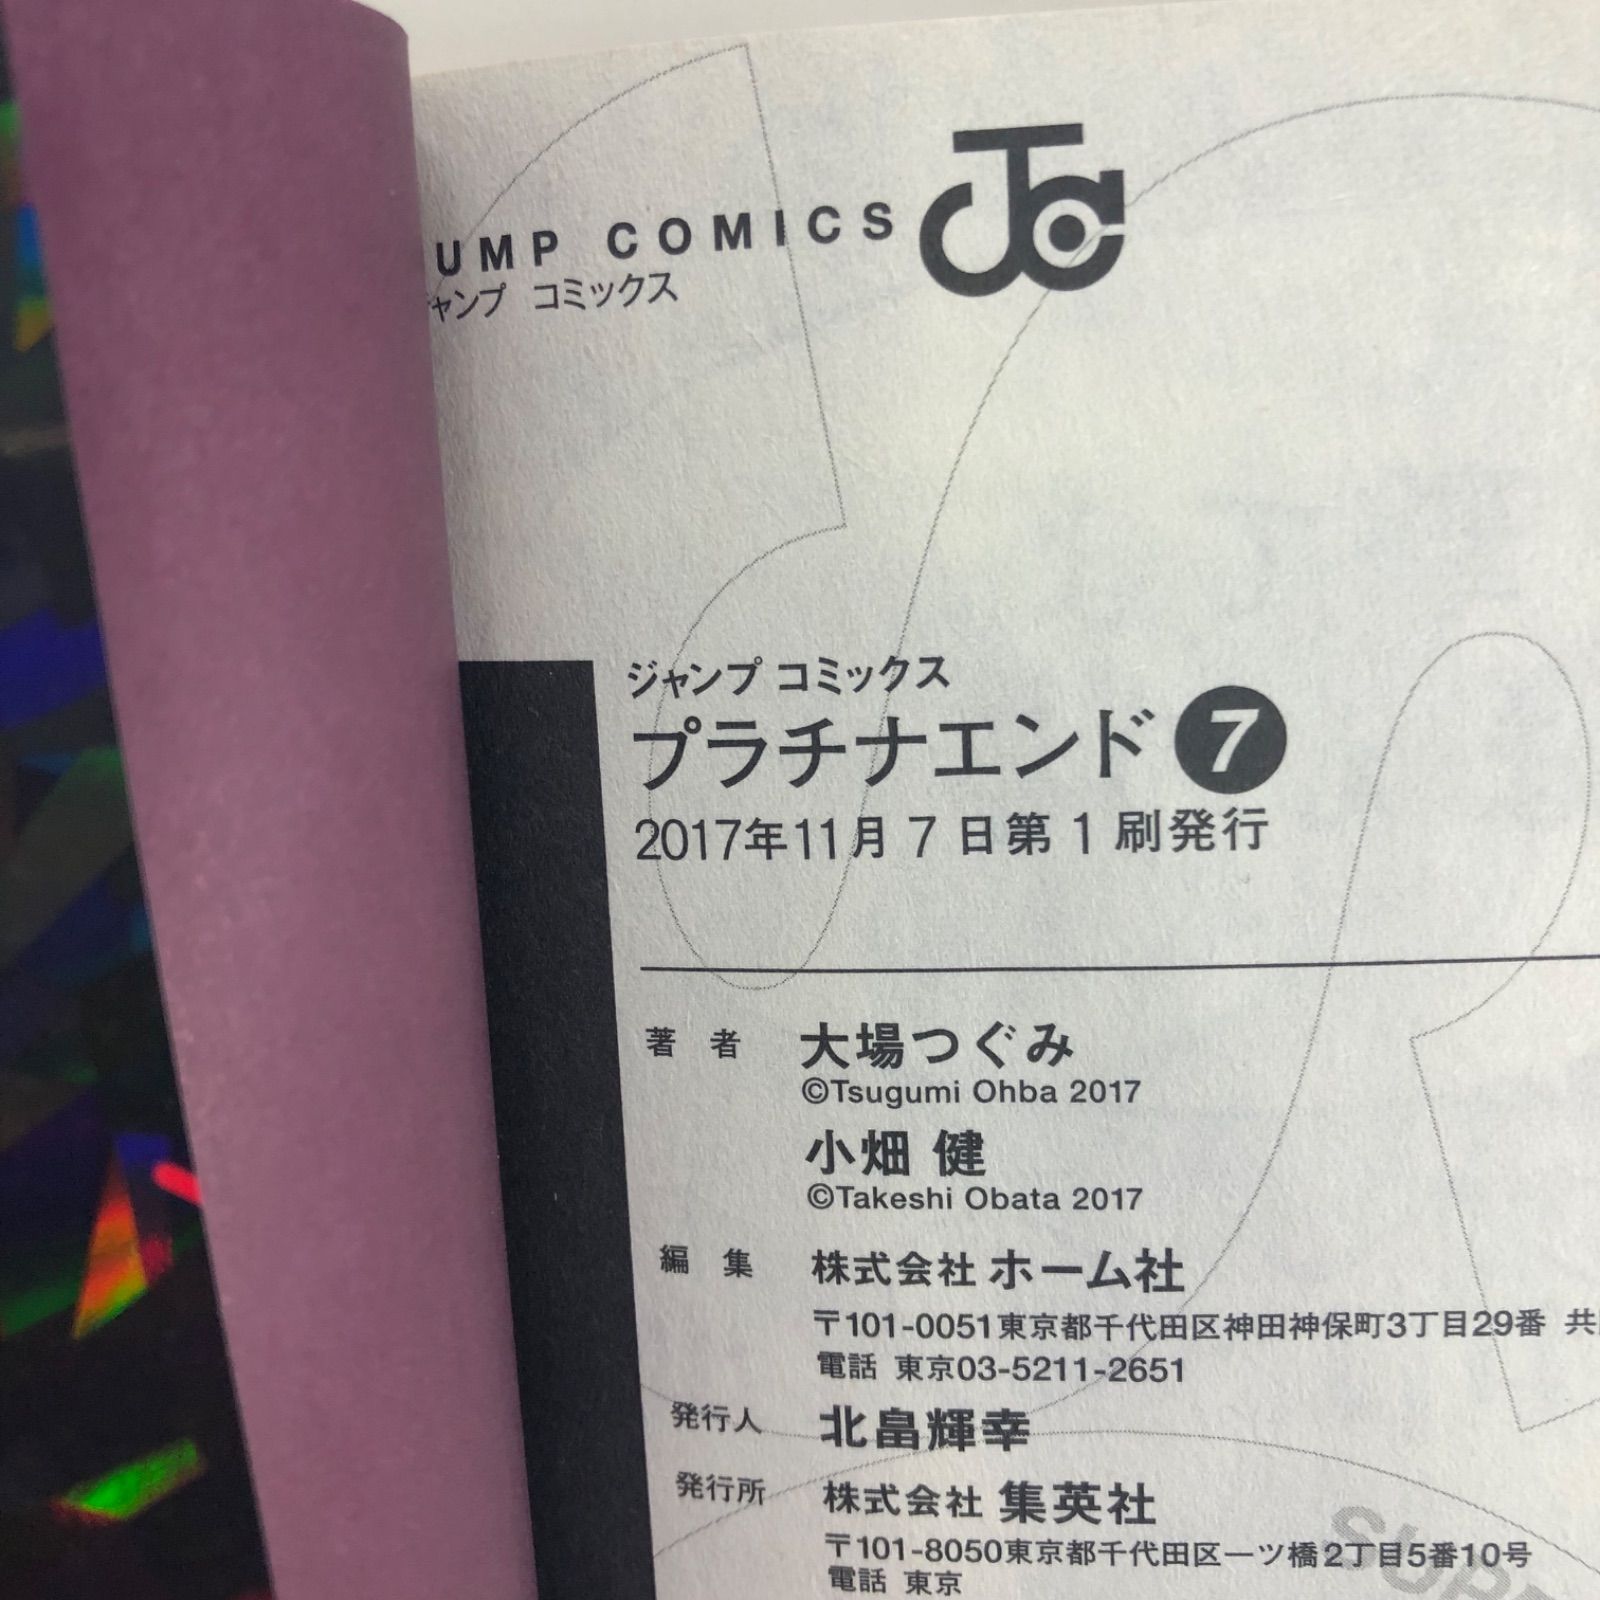 UMP COMICS
ャンプ コミックス
ジャンプ コミックス
プラチナエンド 7
2017年11月7日第1刷発行
著 者 大場つぐみ
©Tsugumi Ohba 2017
小畑 健
©Takeshi Obata 2017
編 集 株式会社 ホーム社
〒101-0051東京都千代田区神田神保町3丁目29番 共
電話 東京03-5211-2651
発行人 北畠輝幸
発行所 株式会社 集英社
〒101-8050東京都千代田区一ツ橋2丁目5番10号
電話 東京